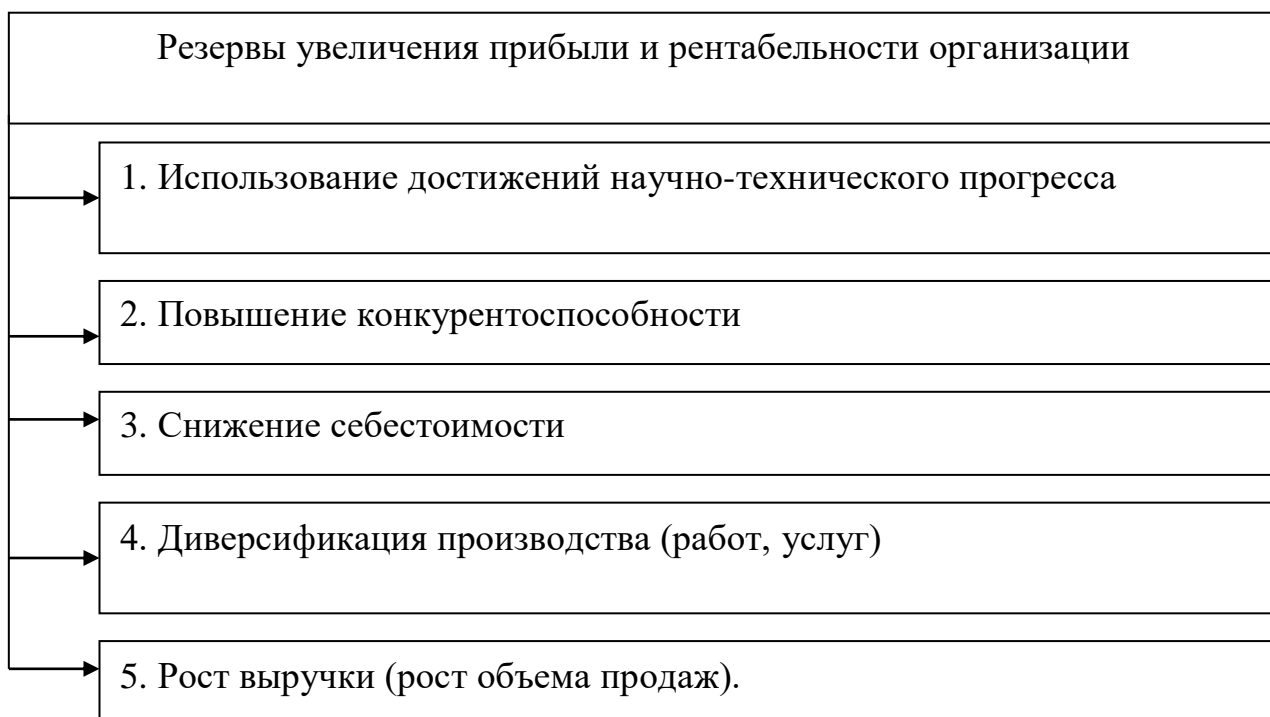 Резервы увеличения прибыли и рентабельности организации
1. Использование достижений научно-технического прогресса
2. Повышение конкурентоспособности
3. Снижение себестоимости
4. Диверсификация производства (работ, услуг)
5. Рост выручки (рост объема продаж).